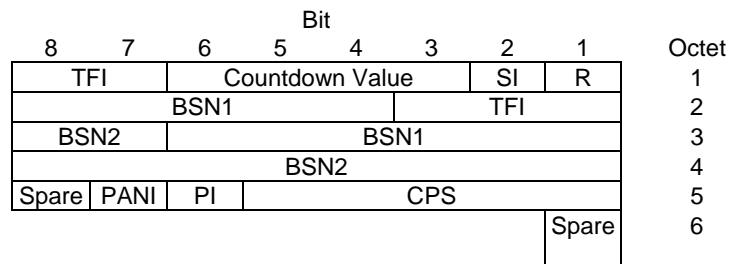 Bit
8 7 6 5 4 3 2 1 Octet
TFI Countdown Value SI R 1
BSN1 TFI 2
BSN2 BSN1 3
BSN2 4
Spare PANI PI CPS 5
Spare 6